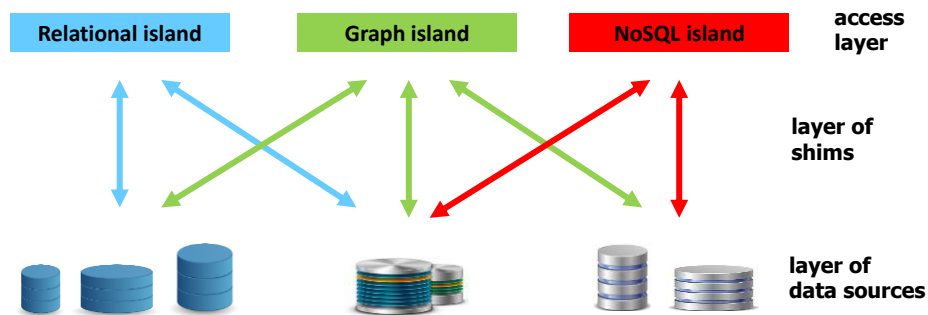 Relational island
Graph island
NoSQL island
access
layer
layer of
shims
layer of
data sources